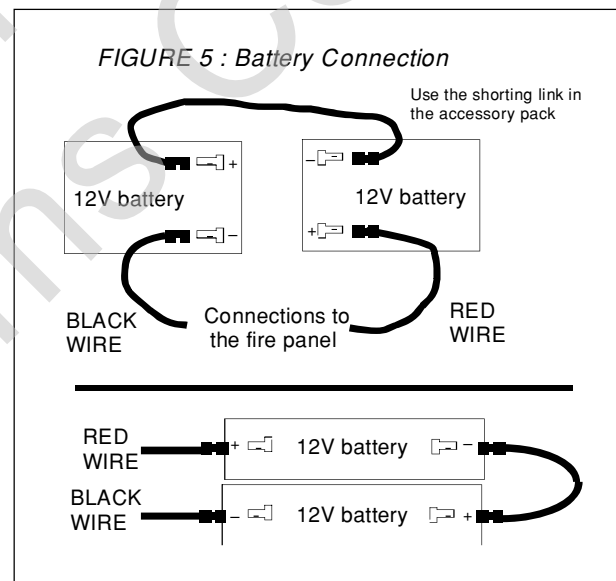 FIGURE 5 : Battery Connection
Use the shorting link in
the accessory pack
+
–
12V battery
12V battery
–
+
BLACK
WIRE
Connections to
the fire panel
RED
WIRE
RED
WIRE
+
12V battery
–
BLACK
WIRE
–
12V battery
+